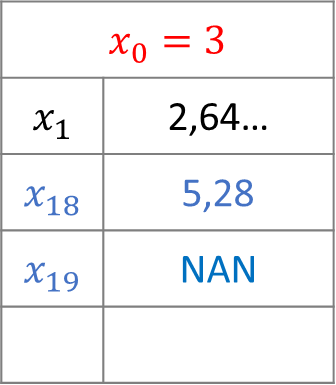 x₀ = 3
x₁ 2,64...
x₁₈ 5,28
x₁₉ NAN